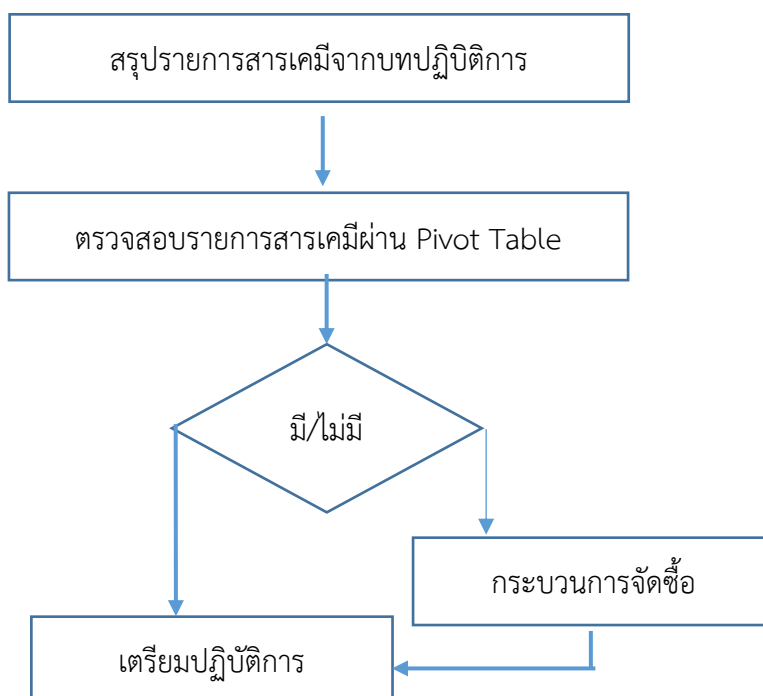 สรุปรายการสารเคมีจากบทปฏิบิติการ
ตรวจสอบรายการสารเคมีผ่าน Pivot Table
มี/ไม่มี
กระบวนการจัดซื้อ
เตรียมปฏิบัติการ